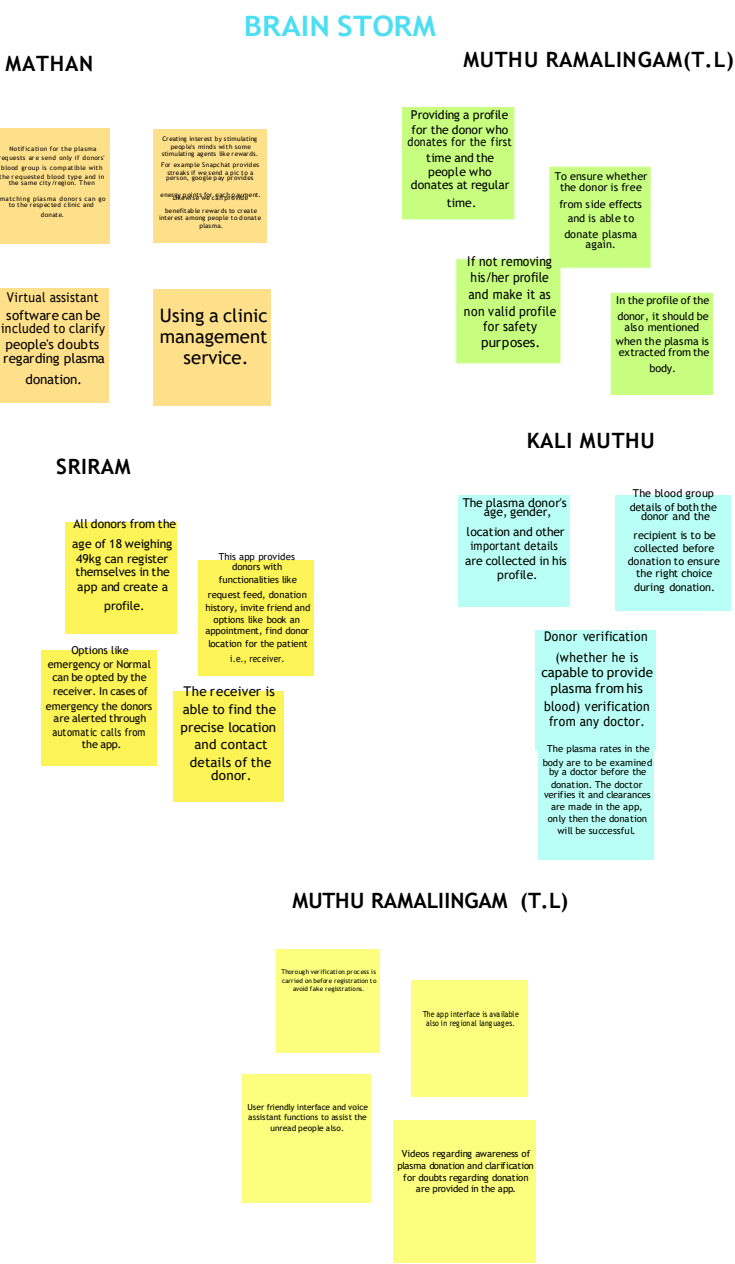 BRAIN STORM
MATHAN
MUTHU RAMALINGAM(T.L)
Notification for the plasma
requests are send only if donors'
blood group is compatible with
the requested blood type and in
the same city/region. Then
matching plasma donors can go
to the respected clinic and
donate.
Creating interest by stimulating
people's minds with some
stimulating agents like rewards.
For example Snapchat provides
streaks if we send a pic to a
person, google pay provides
energy points for each payment.
Likewise we can provide
benefitable rewards to create
interest among people to donate
plasma.
Virtual assistant
software can be
included to clarify
people's doubts
regarding plasma
donation.
Using a clinic
management
service.
Providing a profile
for the donor who
donates for the first
time and the
people who
donates at regular
time.
To ensure whether
the donor is free
from side effects
and is able to
donate plasma
again.
If not removing
his/her profile
and make it as
non valid profile
for safety
purposes.
In the profile of the
donor, it should be
also mentioned
when the plasma is
extracted from the
body.
SRIRAM
All donors from the
age of 18 weighing
49kg can register
themselves in the
app and create a
profile.
This app provides
donors with
functionalities like
request feed, donation
history, invite friend and
options like book an
appointment, find donor
location for the patient
i.e., receiver.
Options like
emergency or Normal
can be opted by the
receiver. In cases of
emergency the donors
are alerted through
automatic calls from
the app.
The receiver is
able to find the
precise location
and contact
details of the
donor.
KALI MUTHU
The plasma donor's
age, gender,
location and other
important details
are collected in his
profile.
The blood group
details of both the
donor and the
recipient is to be
collected before
donation to ensure
the right choice
during donation.
Donor verification
(whether he is
capable to provide
plasma from his
blood) verification
from any doctor.
The plasma rates in the
body are to be examined
by a doctor before the
donation. The doctor
verifies it and clearances
are made in the app,
only then the donation
will be successful.
MUTHU RAMALIINGAM (T.L)
Thorough verification process is
carried on before registration to
avoid fake registrations.
The app interface is available
also in regional languages.
User friendly interface and voice
assistant functions to assist the
unread people also.
Videos regarding awareness of
plasma donation and clarification
for doubts regarding donation
are provided in the app.